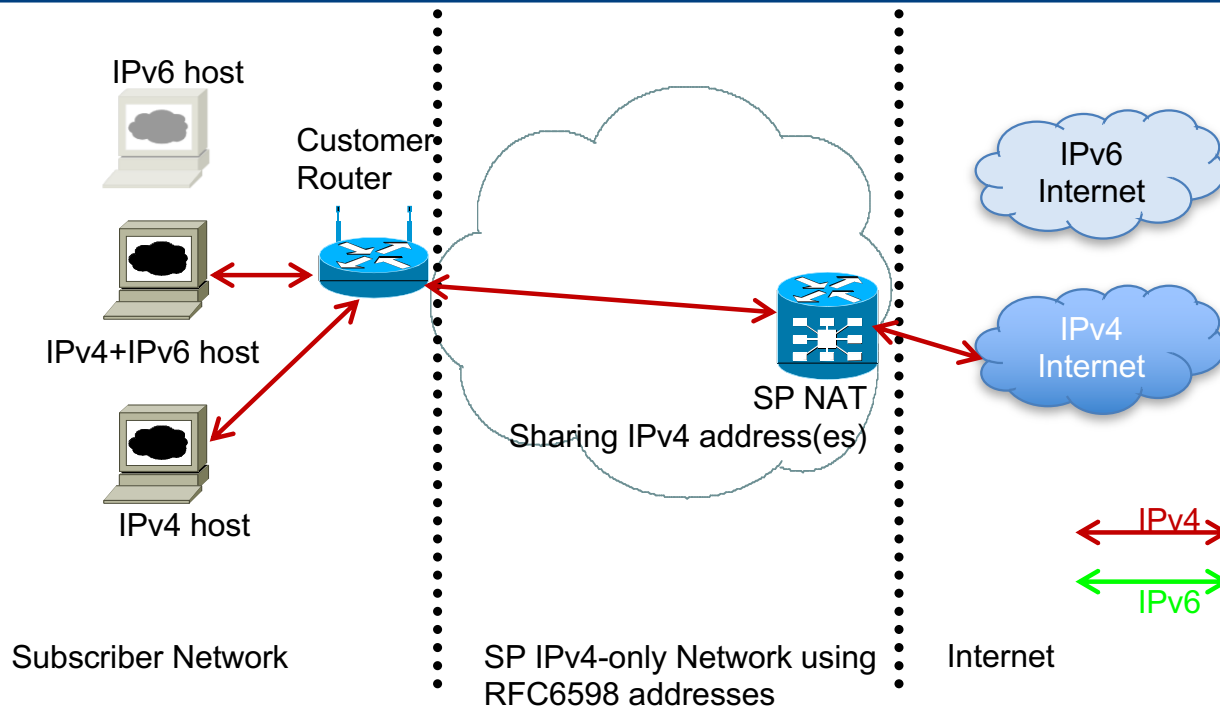 IPv6 host
Customer
Router
IPv6
Internet
IPv4+IPv6 host
IPv4
Internet
SP NAT
Sharing IPv4 address(es)
IPv4 host
IPv4
IPv6
Subscriber Network
SP IPv4-only Network using
RFC6598 addresses
Internet